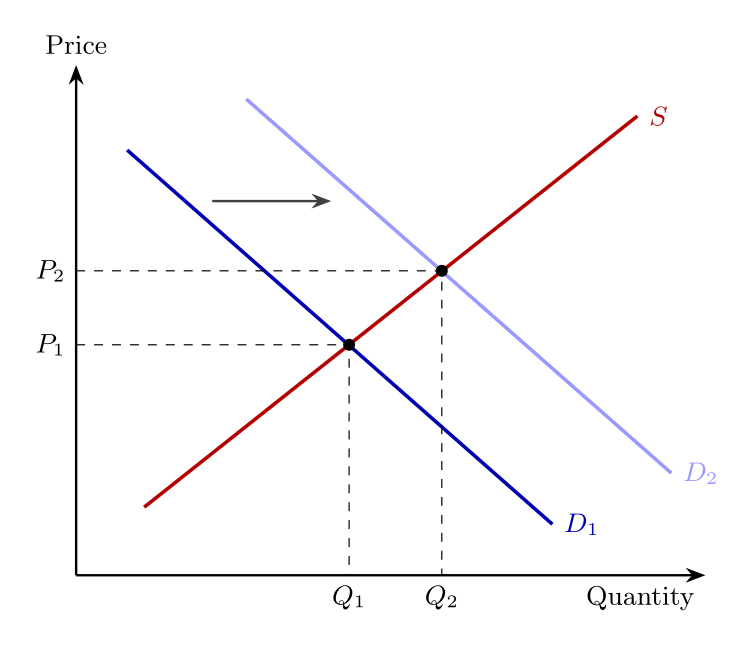 Price
S
P₂
P₁
D₂
D₁
Q₁ Q₂ Quantity